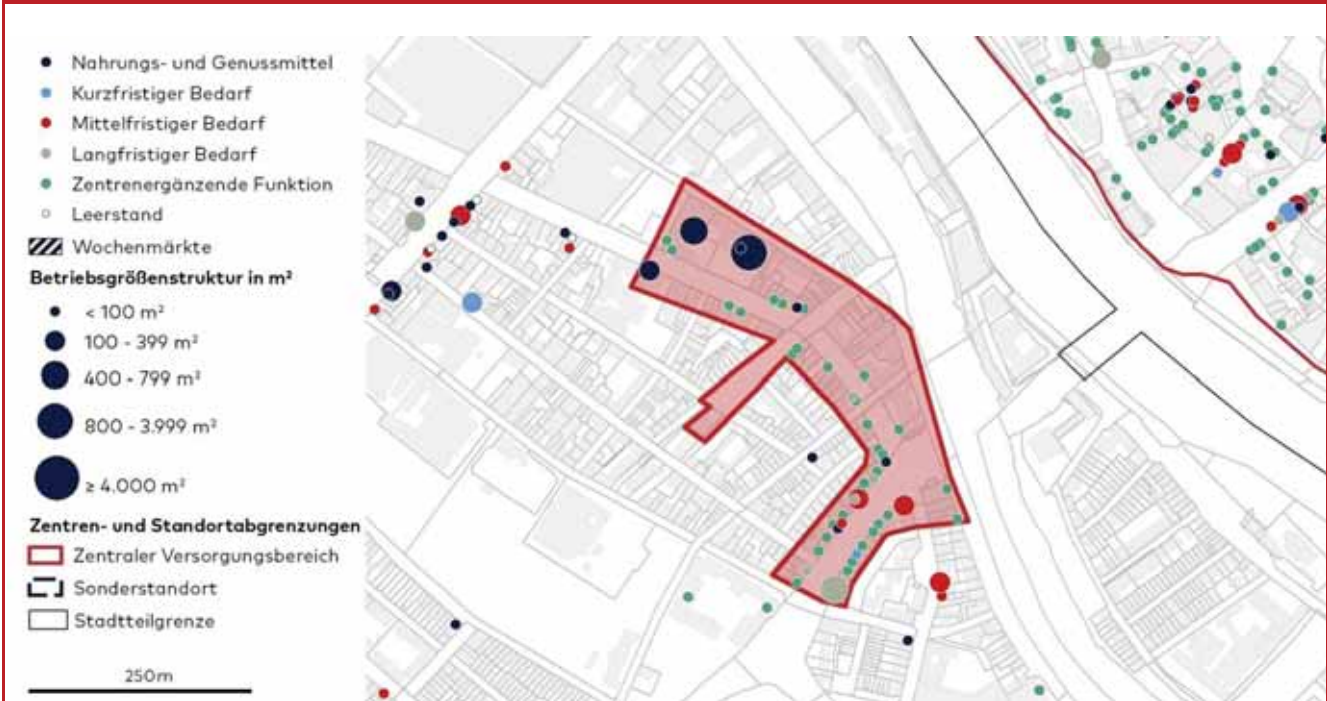 Nahrungs- und Genussmittel
Kurzfristiger Bedarf
Mittelfristiger Bedarf
Langfristiger Bedarf
Zentrenergänzende Funktion
Leerstand
Wochenmärkte
Betriebsgrößenstruktur in m²
< 100 m²
100 - 399 m²
400 - 799 m²
800 - 3.999 m²
≥ 4.000 m²
Zentren- und Standortabgrenzungen
Zentraler Versorgungsbereich
Sonderstandort
Stadtteilgrenze
250m